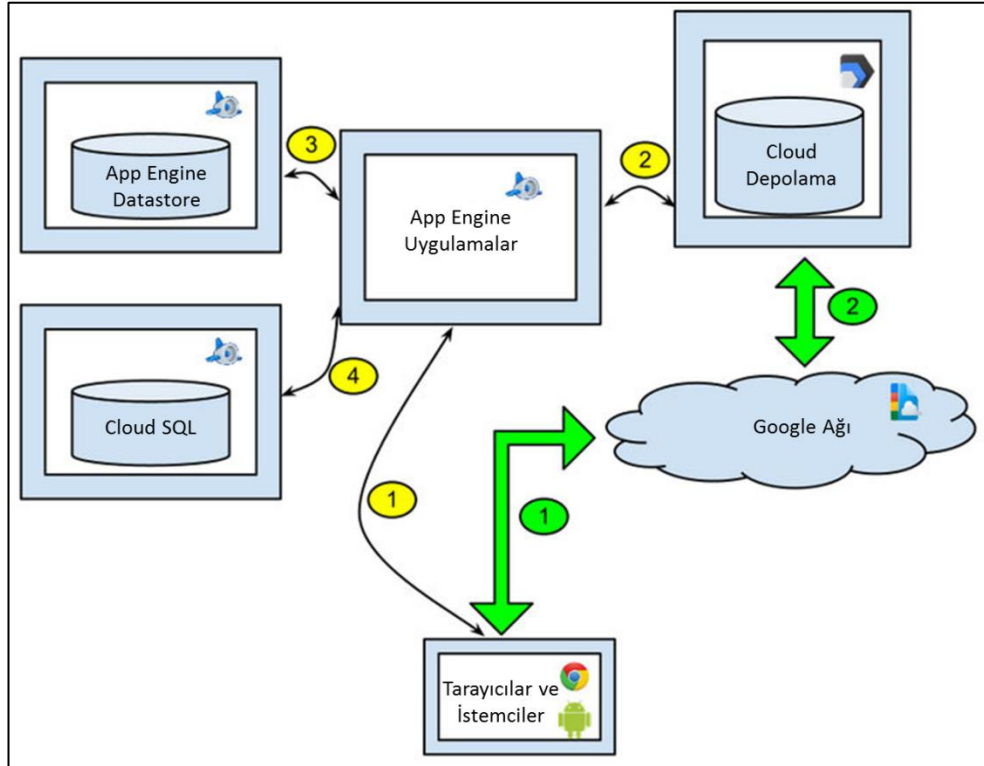 App Engine
Datastore
3
App Engine
Uygulamalar
2
Cloud
Depolama
2
Cloud SQL
4
Google Ağı
1
1
Tarayıcılar ve
İstemciler